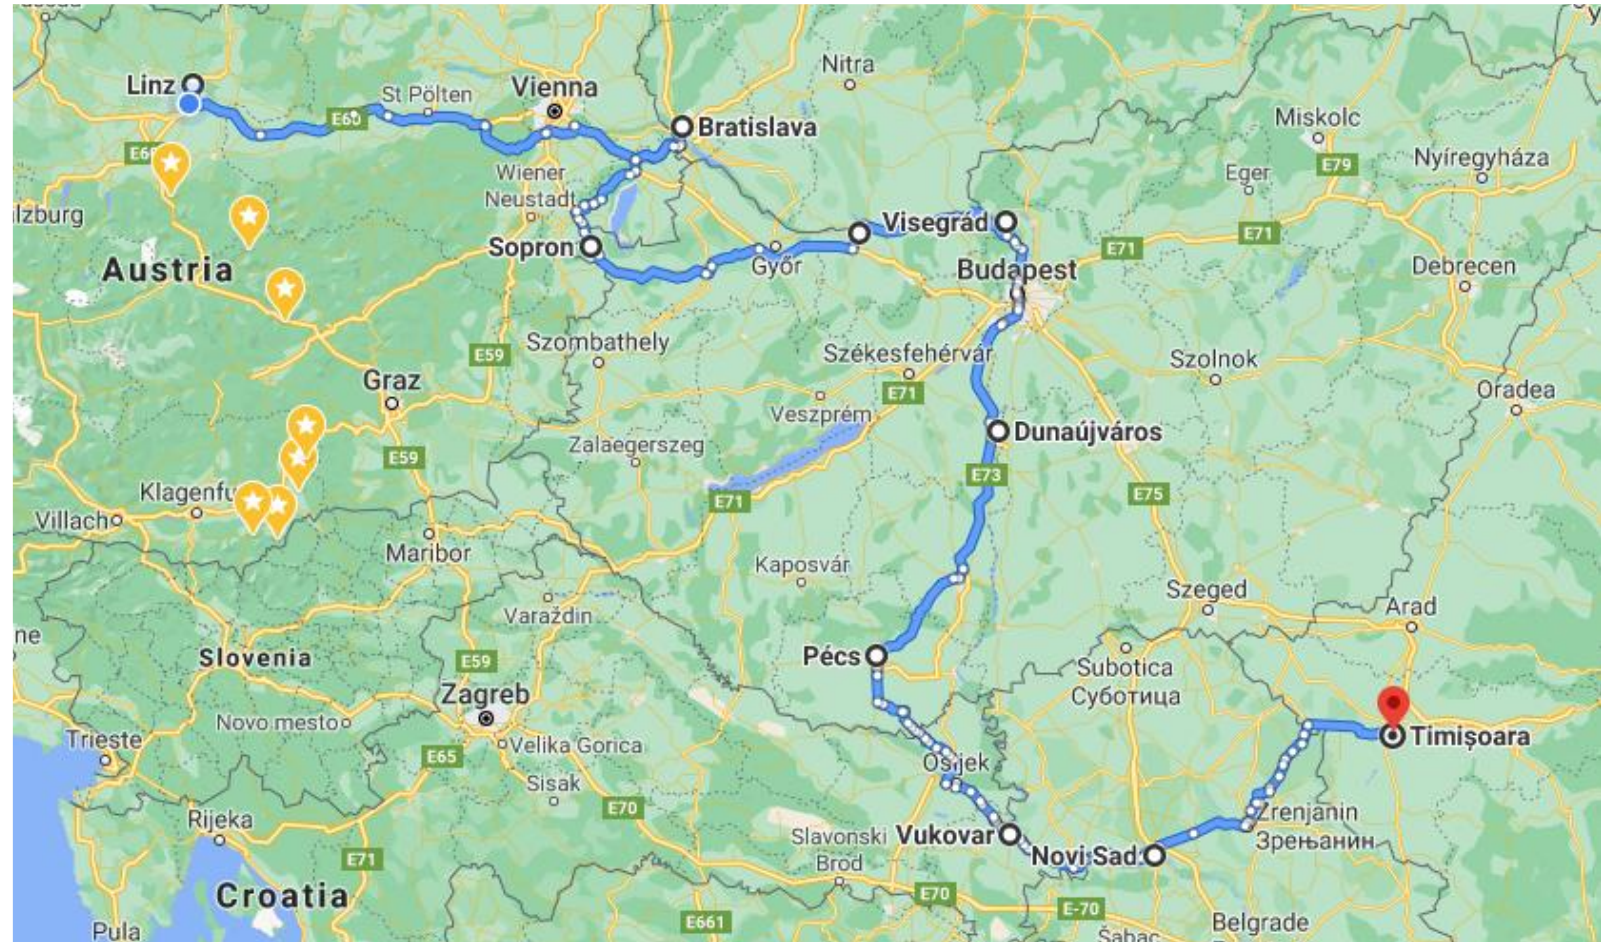 Nitra
Linz
Vienna
St Pölten
E60
Bratislava
Miskolc
E79
Nyíregyháza
Eger
Wiener
Neustadt
Visegrád
E71
E71
Sopron
Győr
Budapest
Debrecen
Austria
Szombathely
E59
Székesfehérvár
Szolnok
Graz
E71
Oradea
Veszprém
Dunaújváros
Zalaegerszeg
E59
E73
E75
Klagenfu
E71
Villach
Maribor
Kaposvár
Szeged
Arad
Varaždin
Slovenia
E59
Pécs
Subotica
Суботица
Zagreb
Novo mesto
Trieste
Velika Gorica
E65
Timișoara
Osijek
Sisak
E70
Zrenjanin
Зрењанин
Rijeka
Slavonski
Brod
Vukovar
Novi Sad
E71
Croatia
E70
E-70
E661
Belgrade
Pula
Šabac